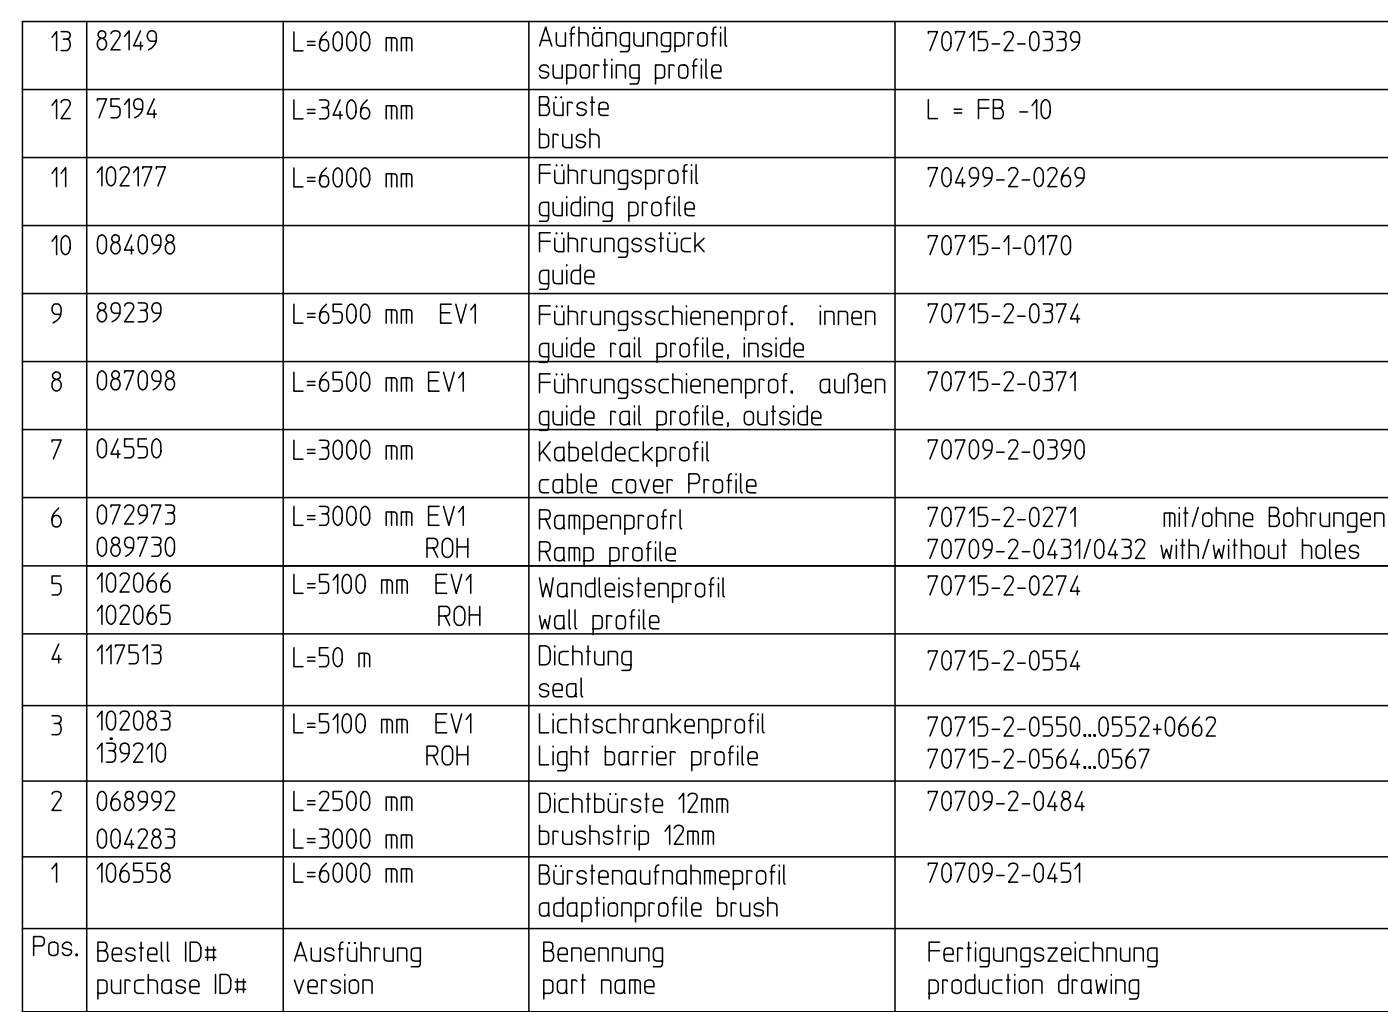 13 82149 L=6000 mm Aufhängungprofil 70715-2-0339
suporting profile
12 75194 L=3406 mm Bürste L = FB -10
brush
11 102177 L=6000 mm Führungsprofil 70499-2-0269
guiding profile
10 084098 Führungsstück 70715-1-0170
guide
9 89239 L=6500 mm EV1 Führungsschienenprof. innen 70715-2-0374
guide rail profile, inside
8 087098 L=6500 mm EV1 Führungsschienenprof. außen 70715-2-0371
guide rail profile, outside
7 04550 L=3000 mm Kabeldeckprofil 70709-2-0390
cable cover Profile
6 072973 L=3000 mm EV1 Rampenprofrl 70715-2-0271 mit/ohne Bohrungen
089730 ROH Ramp profile 70709-2-0431/0432 with/without holes
5 102066 L=5100 mm EV1 Wandleistenprofil 70715-2-0274
102065 ROH wall profile
4 117513 L=50 m Dichtung 70715-2-0554
seal
3 102083 L=5100 mm EV1 Lichtschrankenprofil 70715-2-0550...0552+0662
139210 ROH Light barrier profile 70715-2-0564...0567
2 068992 L=2500 mm Dichtbürste 12mm 70709-2-0484
004283 L=3000 mm brushstrip 12mm
1 106558 L=6000 mm Bürstenaufnahmeprofil 70709-2-0451
adaptionprofile brush
Pos. Bestell ID# Ausführung Benennung Fertigungszeichnung
purchase ID# version part name production drawing